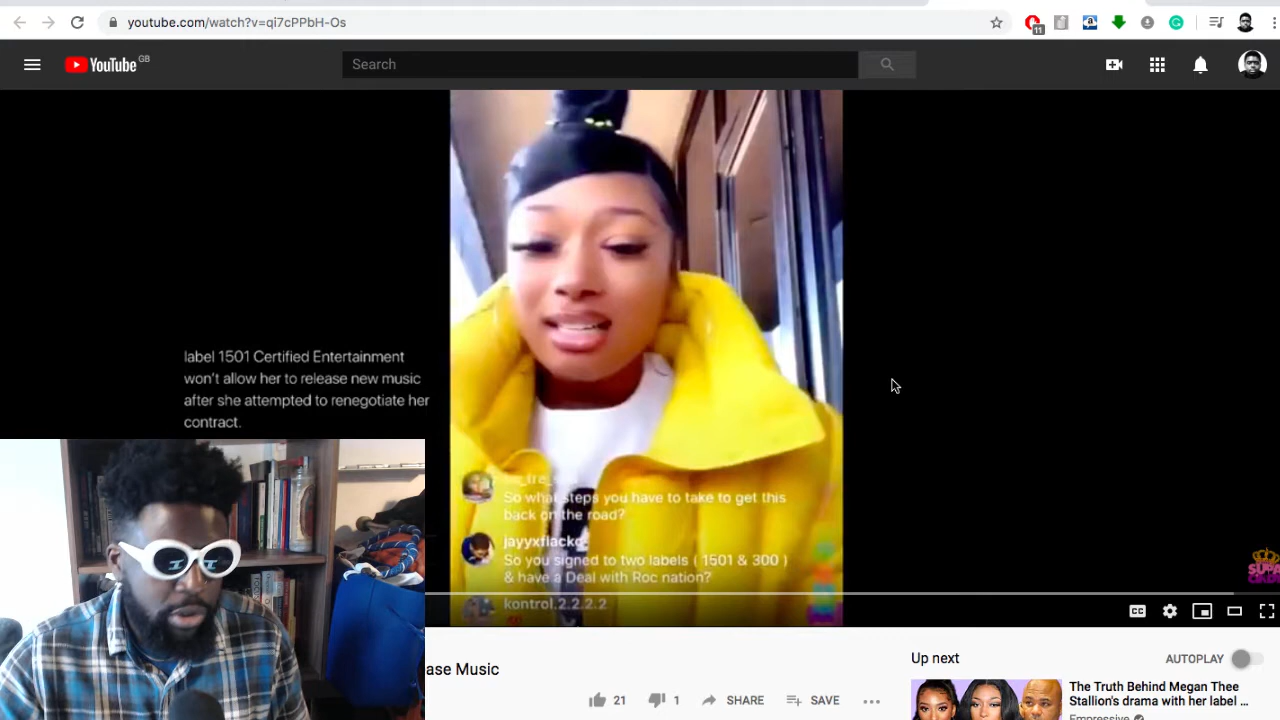 youtube.com/watch?v=qi7cPPbH-Os
11
YouTube GB
Search
label 1501 Certified Entertainment
won't allow her to release new music
after she attempted to renegotiate her
contract.
So what steps you have to take to get this
back on the road?
jayyxflacko
So you signed to two labels ( 1501 & 300 )
& have a Deal with Roc nation?
kontrol.2.2.2.2
CC
ase Music
21
1
SHARE
SAVE
Up next
AUTOPLAY
The Truth Behind Megan Thee
Stallion's drama with her label ...
Empressive